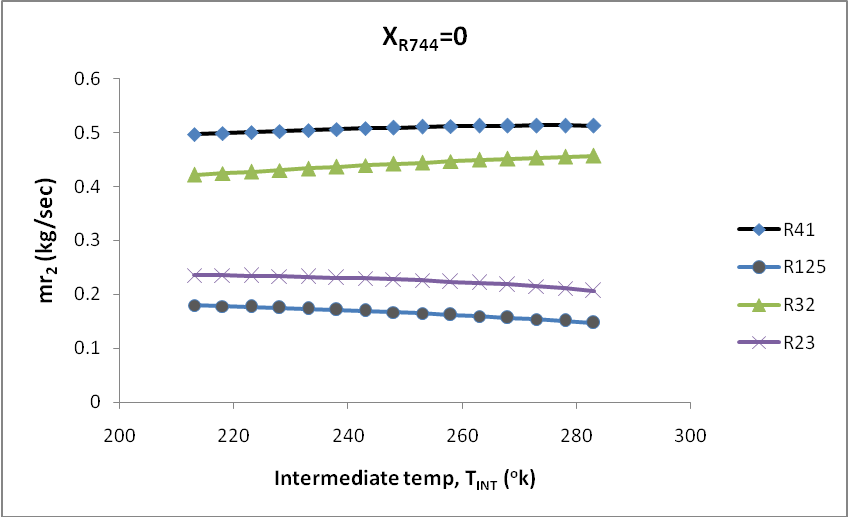 XR744=0
0.6
0.5
0.4
0.3
0.2
0.1
0
mr2 (kg/sec)
200 220 240 260 280 300
Intermediate temp, TINT (ok)
R41
R125
R32
R23